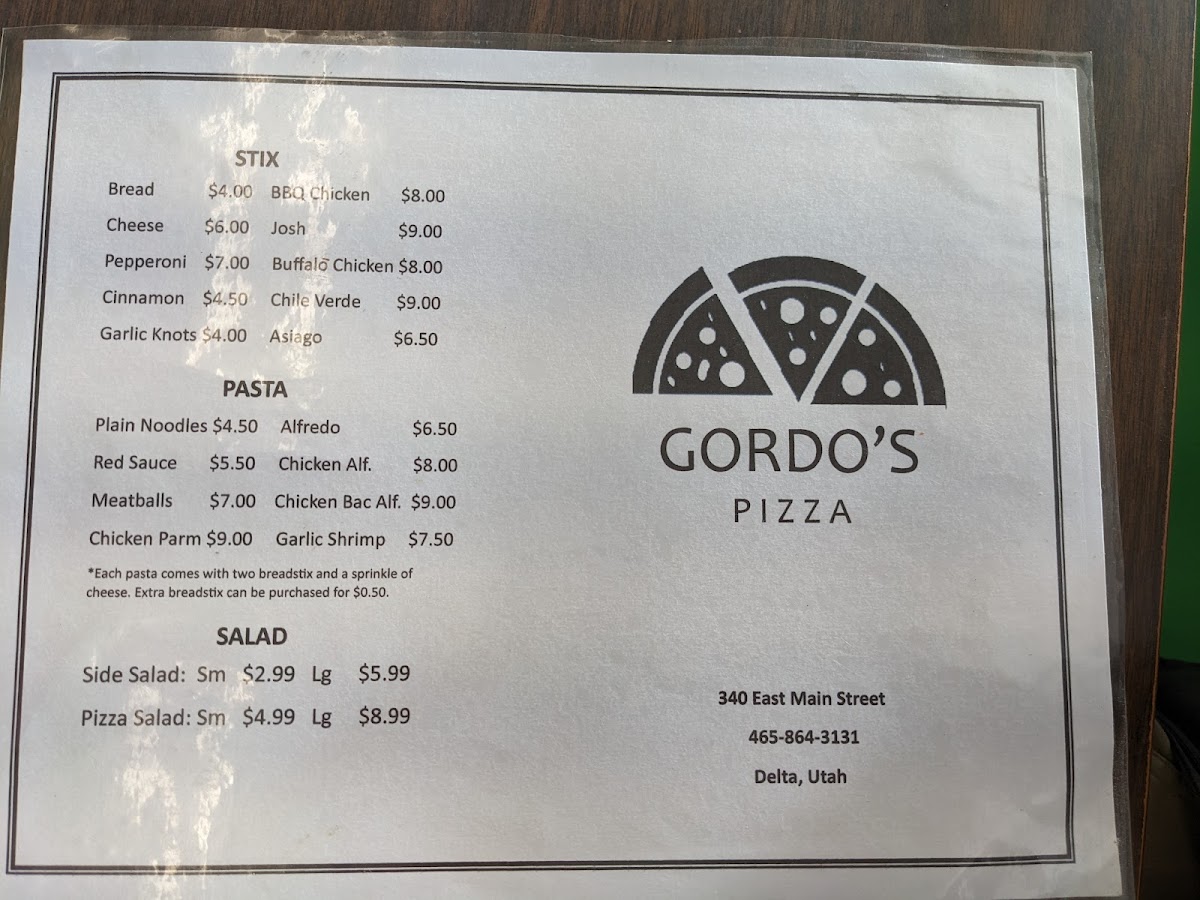 STIX
Bread $4.00 BBQ Chicken $8.00
Cheese $6.00 Josh $9.00
Pepperoni $7.00 Buffalo Chicken $8.00
Cinnamon $4.50 Chile Verde $9.00
Garlic Knots $4.00 Asiago $6.50
PASTA
Plain Noodles $4.50 Alfredo $6.50
Red Sauce $5.50 Chicken Alf. $8.00
Meatballs $7.00 Chicken Bac Alf. $9.00
Chicken Parm $9.00 Garlic Shrimp $7.50
*Each pasta comes with two breadstix and a sprinkle of
cheese. Extra breadstix can be purchased for $0.50.
SALAD
Side Salad: Sm $2.99 Lg $5.99
Pizza Salad: Sm $4.99 Lg $8.99
GORDO'S
PIZZA
340 East Main Street
465-864-3131
Delta, Utah